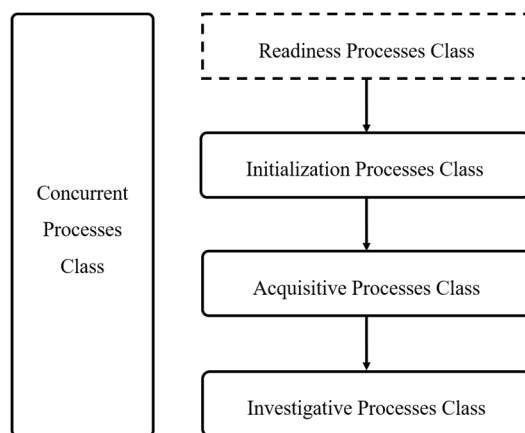 Readiness Processes Class
Initialization Processes Class
Concurrent
Processes
Class
Acquisitive Processes Class
Investigative Processes Class